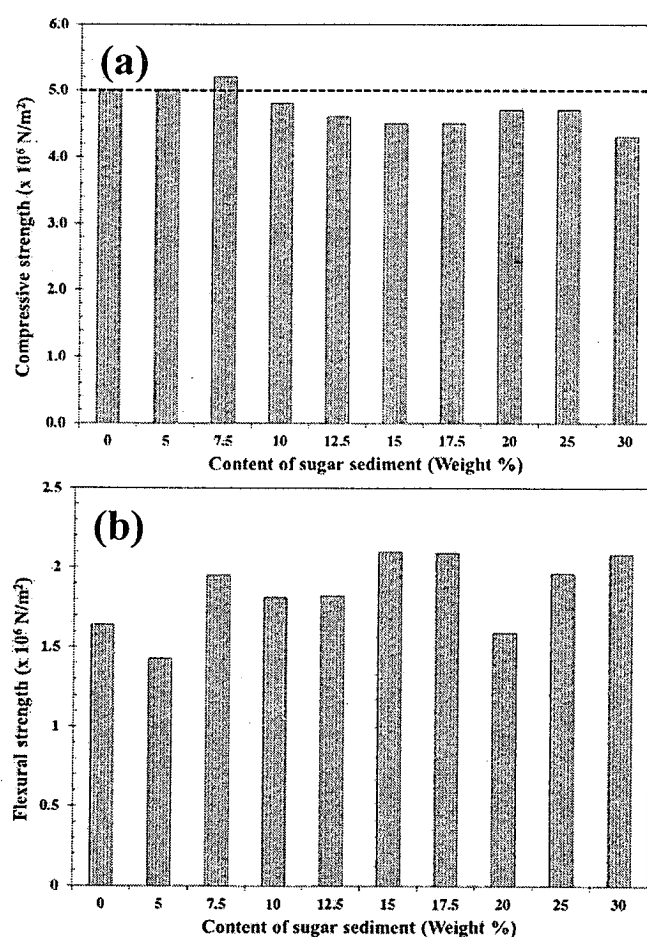 (a)
Compressive strength (x 10⁶ N/m²)
6.0
5.0
4.0
3.0
2.0
1.0
0.0
0 5 7.5 10 12.5 15 17.5 20 25 30
Content of sugar sediment (Weight %)
(b)
Flexural strength (x 10⁶ N/m²)
2.5
2
1.5
1
0.5
0
0 5 7.5 10 12.5 15 17.5 20 25 30
Content of sugar sediment (Weight %)